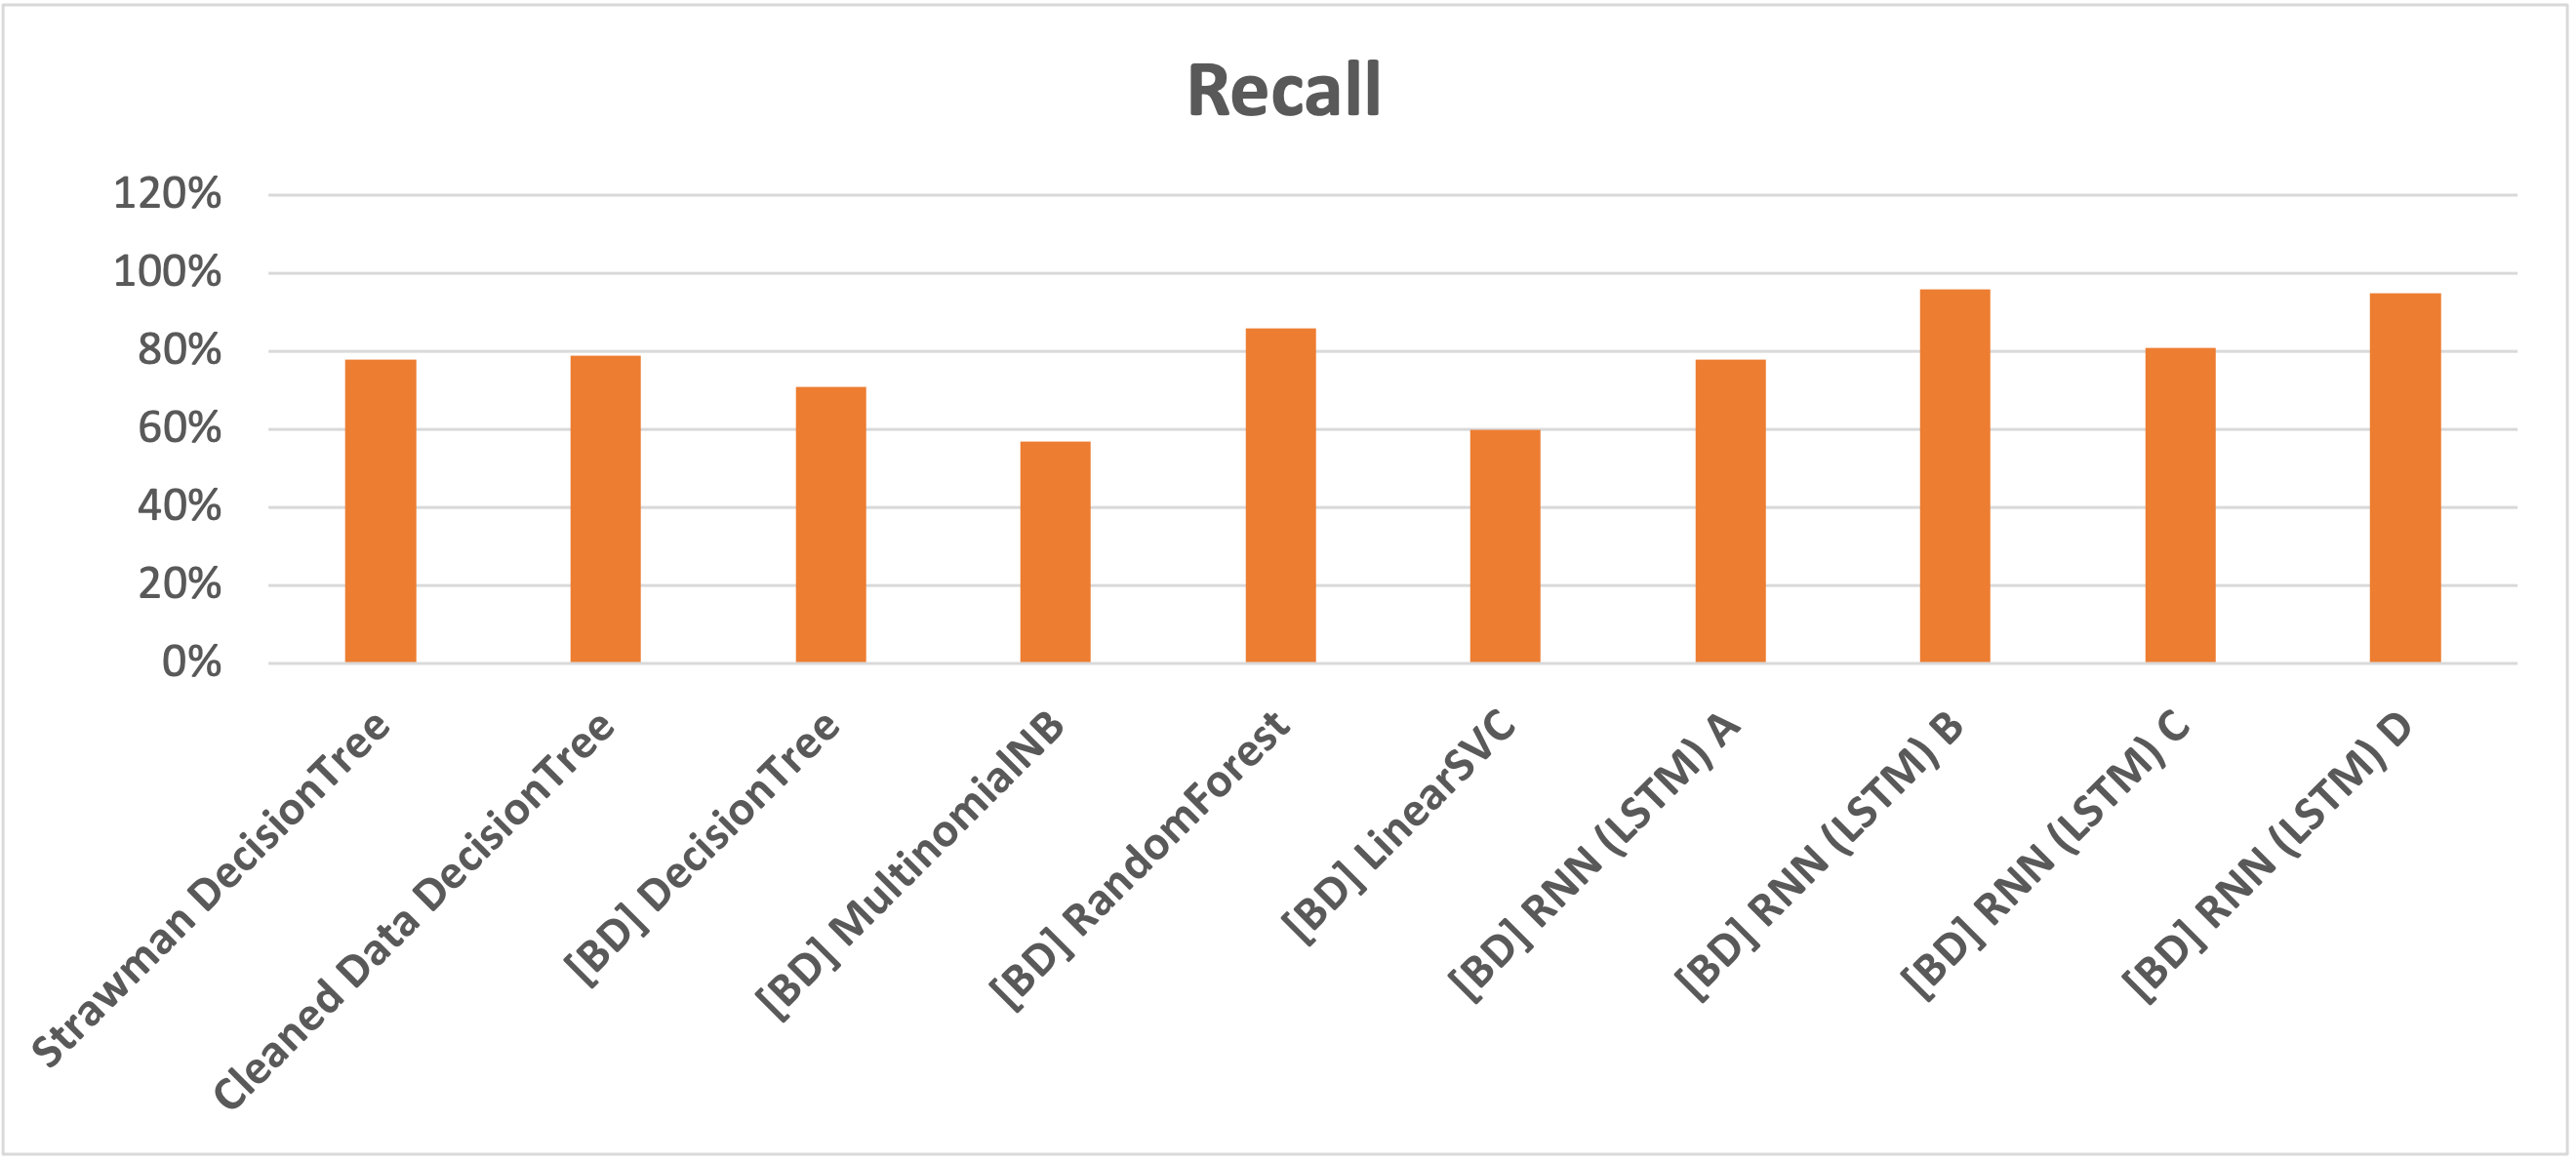 Recall
120%
100%
80%
60%
40%
20%
0%
Strawman DecisionTree
Cleaned Data DecisionTree
[BD] DecisionTree
[BD] MultinomialNB
[BD] RandomForest
[BD] LinearSVC
[BD] RNN (LSTM) A
[BD] RNN (LSTM) B
[BD] RNN (LSTM) C
[BD] RNN (LSTM) D